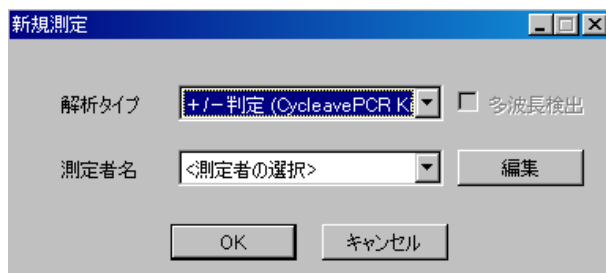 新規測定
解析タイプ +/-判定 (CycleavePCR K 多波長検出
測定者名 <測定者の選択> 編集
OK キャンセル